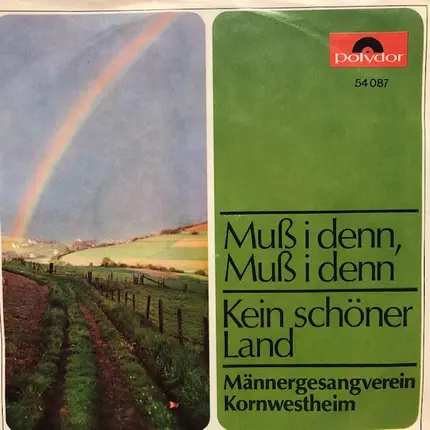 polydor
54 087
Muß i denn,
Muß i denn
Kein schöner
Land
Männergesangverein
Kornwestheim